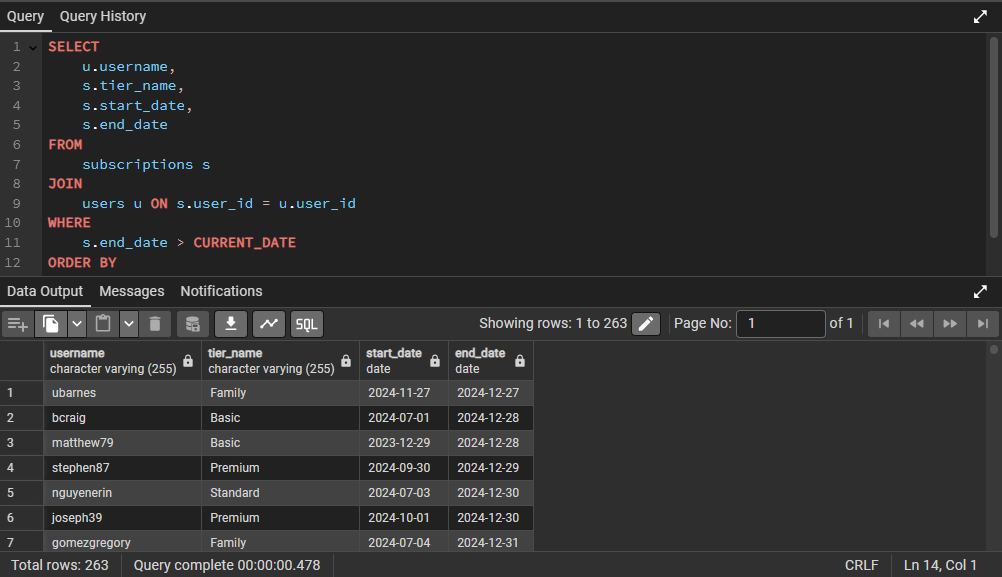 Query Query History
1 SELECT
2 u.username,
3 s.tier_name,
4 s.start_date,
5 s.end_date
6 FROM
7 subscriptions s
8 JOIN
9 users u ON s.user_id = u.user_id
10 WHERE
11 s.end_date > CURRENT_DATE
12 ORDER BY
Data Output Messages Notifications
SQL Showing rows: 1 to 263 Page No: 1 of 1
username tier_name start_date end_date
character varying (255) character varying (255) date date
1 ubarnes Family 2024-11-27 2024-12-27
2 bcraig Basic 2024-07-01 2024-12-28
3 matthew79 Basic 2023-12-29 2024-12-28
4 stephen87 Premium 2024-09-30 2024-12-29
5 nguyenerin Standard 2024-07-03 2024-12-30
6 joseph39 Premium 2024-10-01 2024-12-30
7 gomezgregory Family 2024-07-04 2024-12-31
Total rows: 263 Query complete 00:00:00.478 CRLF Ln 14, Col 1